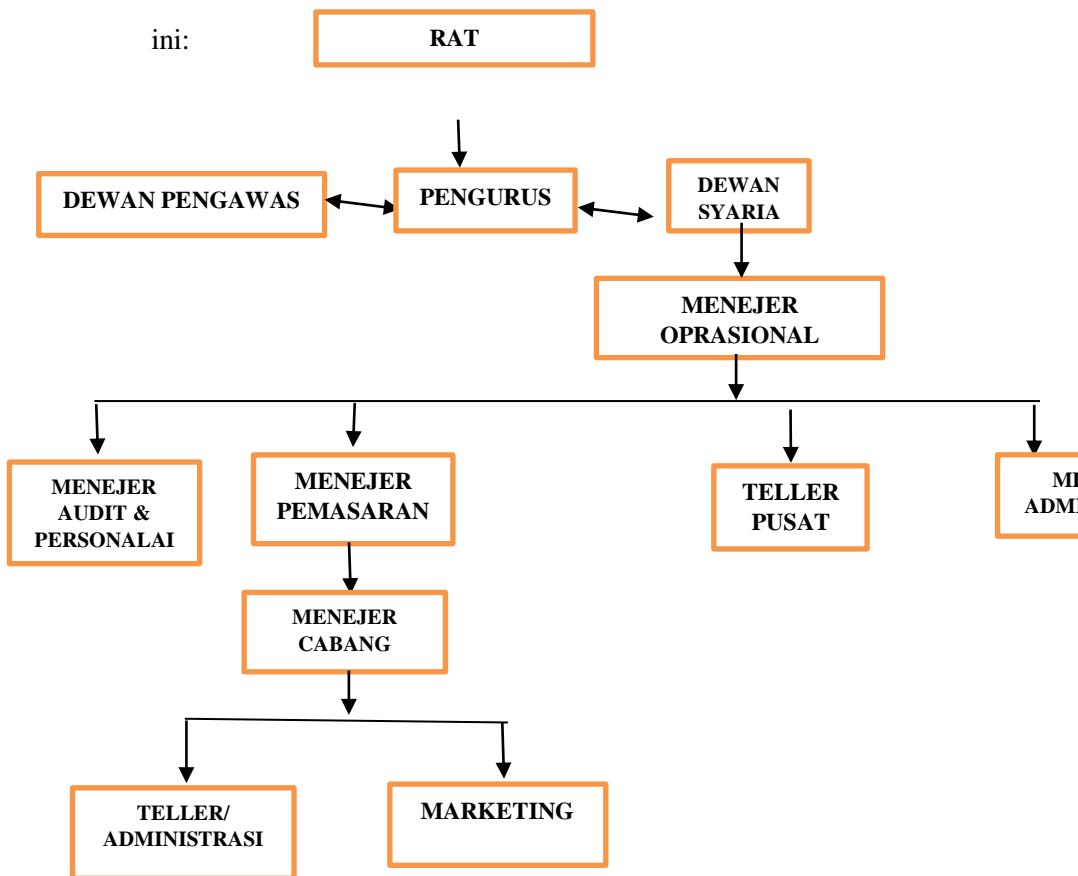 ini:
RAT
DEWAN PENGAWAS
PENGURUS
DEWAN
SYARIA
MENEJER
OPRASIONAL
MENEJER
AUDIT &
PERSONALAI
MENEJER
PEMASARAN
TELLER
PUSAT
MENEJER
CABANG
TELLER/
ADMINISTRASI
MARKETING